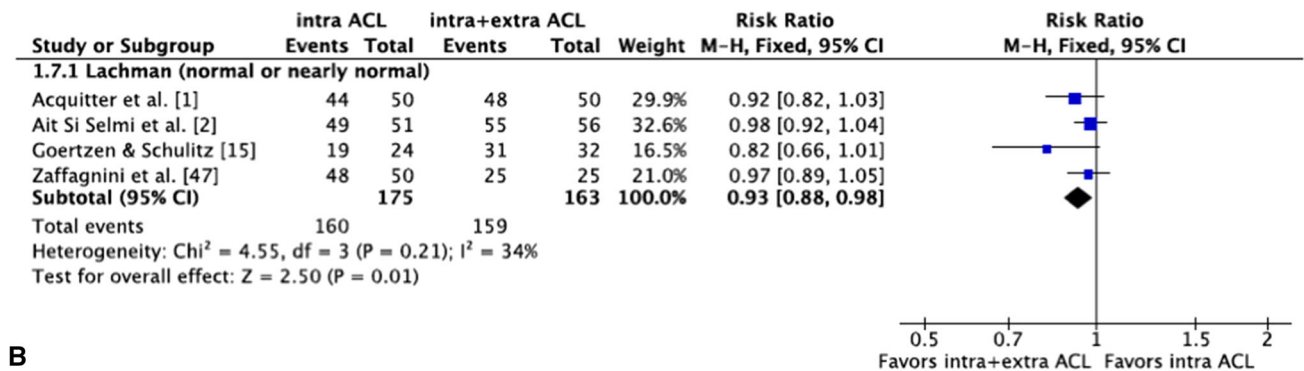 intra ACL intra+extra ACL Risk Ratio Risk Ratio
Study or Subgroup Events Total Events Total Weight M-H, Fixed, 95% CI M-H, Fixed, 95% CI
1.7.1 Lachman (normal or nearly normal)
Acquitter et al. [1] 44 50 48 50 29.9% 0.92 [0.82, 1.03]
Ait Si Selmi et al. [2] 49 51 55 56 32.6% 0.98 [0.92, 1.04]
Goertzen & Schulitz [15] 19 24 31 32 16.5% 0.82 [0.66, 1.01]
Zaffagnini et al. [47] 48 50 25 25 21.0% 0.97 [0.89, 1.05]
Subtotal (95% CI) 175 163 100.0% 0.93 [0.88, 0.98]
Total events 160 159
Heterogeneity: Chi² = 4.55, df = 3 (P = 0.21); I² = 34%
Test for overall effect: Z = 2.50 (P = 0.01)
0.5 0.7 1 1.5 2
B Favors intra+extra ACL Favors intra ACL